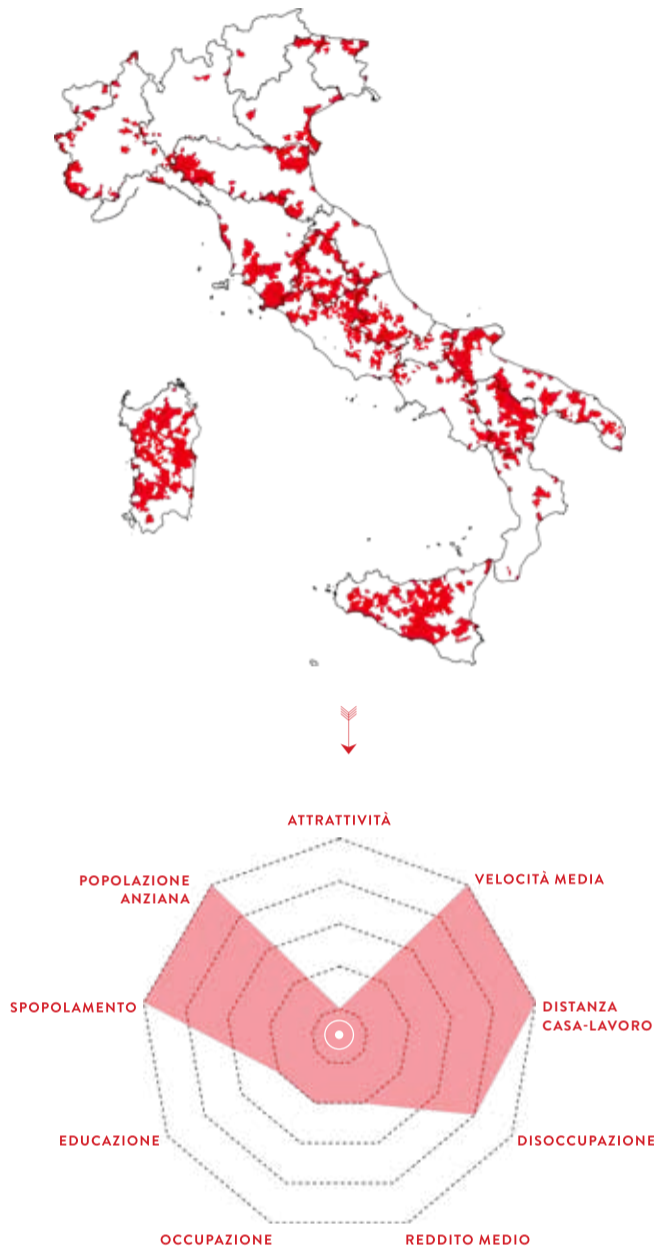 ATTRATTIVITÀ
POPOLAZIONE
ANZIANA
VELOCITÀ MEDIA
SPOPOLAMENTO
DISTANZA
CASA-LAVORO
EDUCAZIONE
DISOCCUPAZIONE
OCCUPAZIONE
REDDITO MEDIO